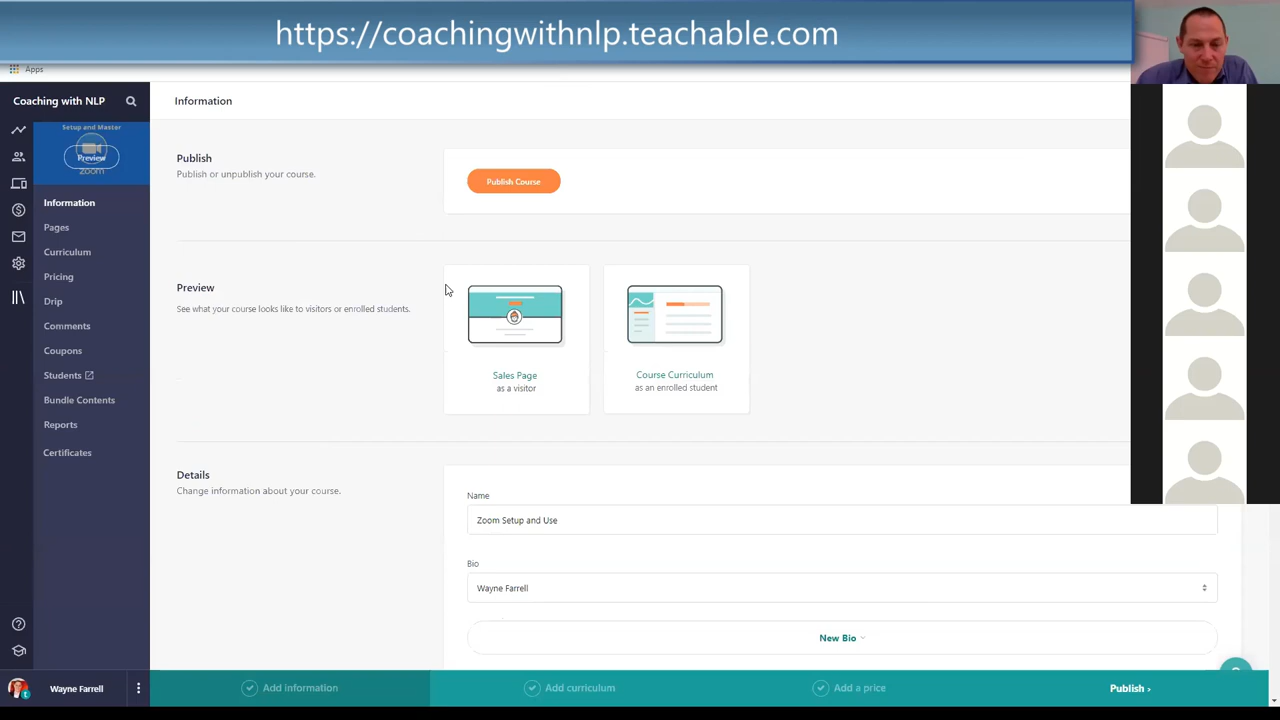 https://coachingwithnlp.teachable.com
Apps
Coaching with NLP
Information
Setup and Master
Preview
zoom
Information
Pages
Curriculum
Pricing
Drip
Comments
Coupons
Students
Bundle Contents
Reports
Certificates
Wayne Farrell
Publish
Publish or unpublish your course.
Publish Course
Preview
See what your course looks like to visitors or enrolled students.
Sales Page
as a visitor
Course Curriculum
as an enrolled student
Details
Change information about your course.
Name
Zoom Setup and Use
Bio
Wayne Farrell
New Bio
Add information
Add curriculum
Add a price
Publish ›